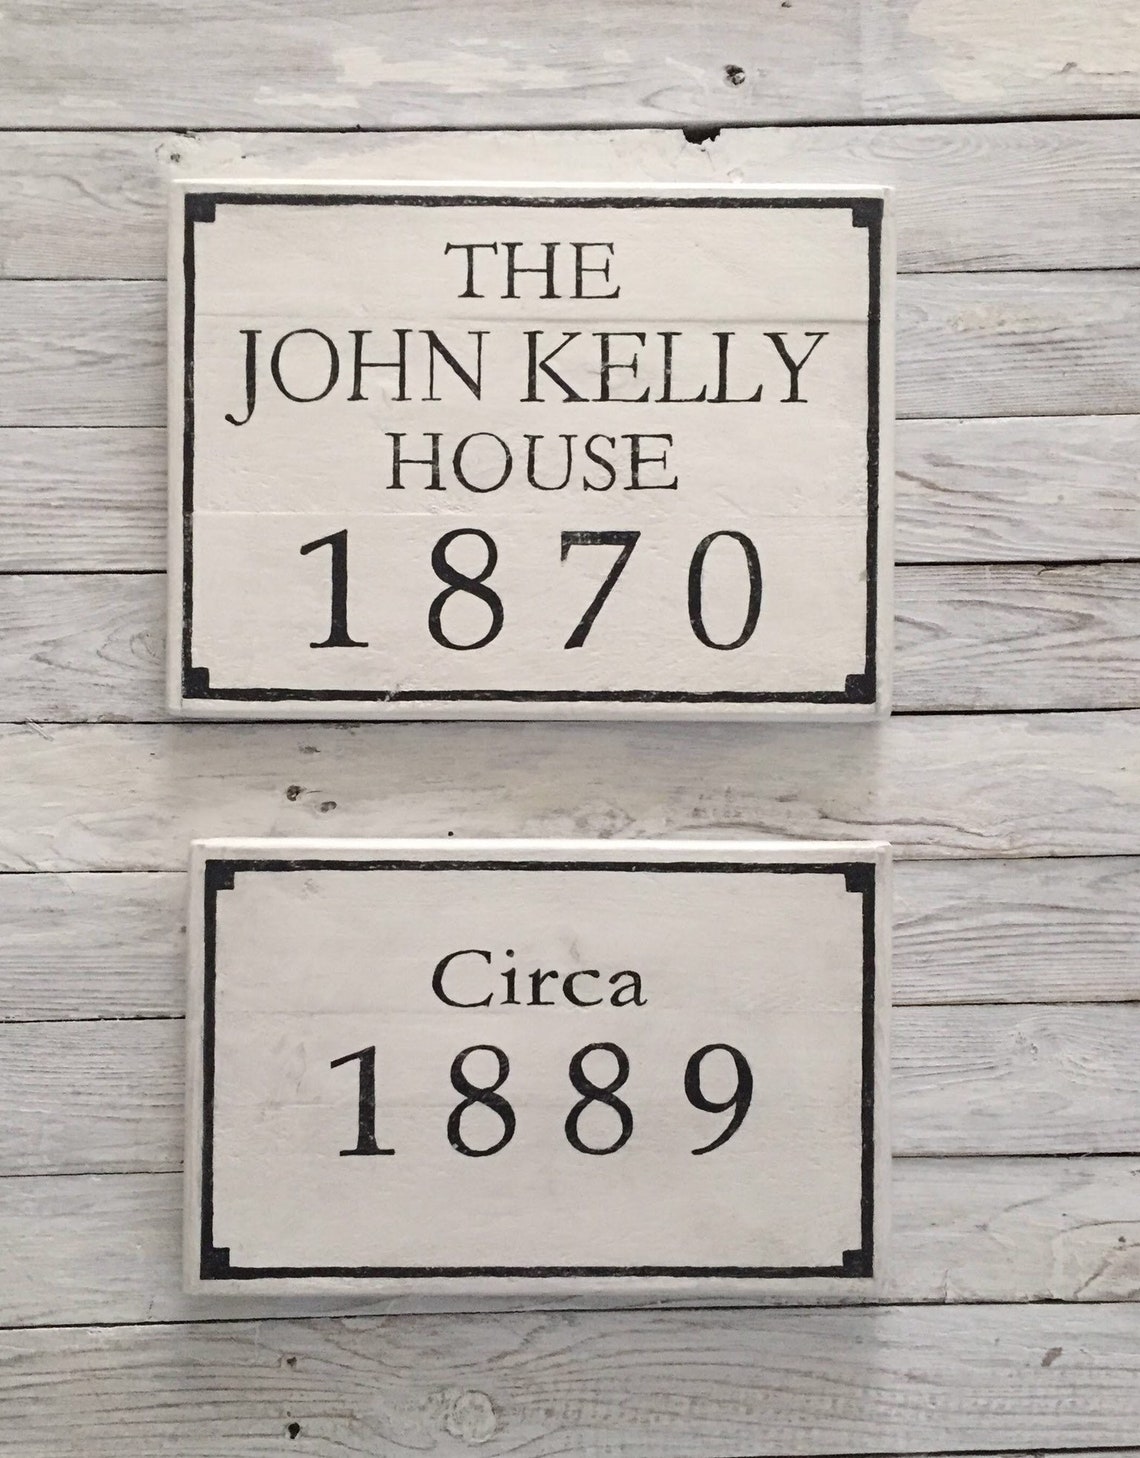 THE
JOHN KELLY
HOUSE
1870
Circa
1889